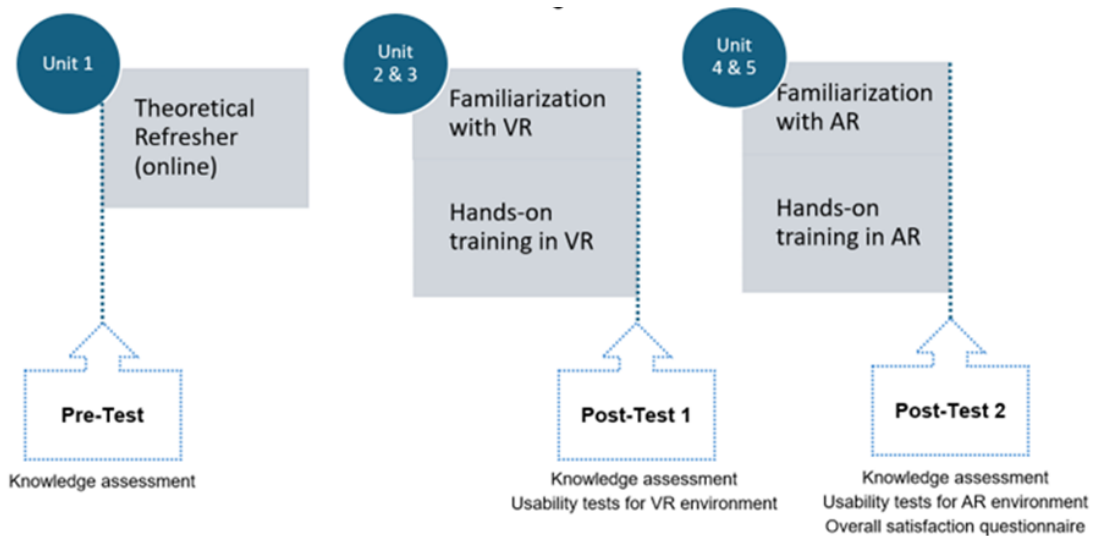 Unit 1
Theoretical
Refresher
(online)
Unit
2 & 3
Familiarization
with VR
Hands-on
training in VR
Unit
4 & 5
Familiarization
with AR
Hands-on
training in AR
Pre-Test
Knowledge assessment
Post-Test 1
Knowledge assessment
Usability tests for VR environment
Post-Test 2
Knowledge assessment
Usability tests for AR environment
Overall satisfaction questionnaire